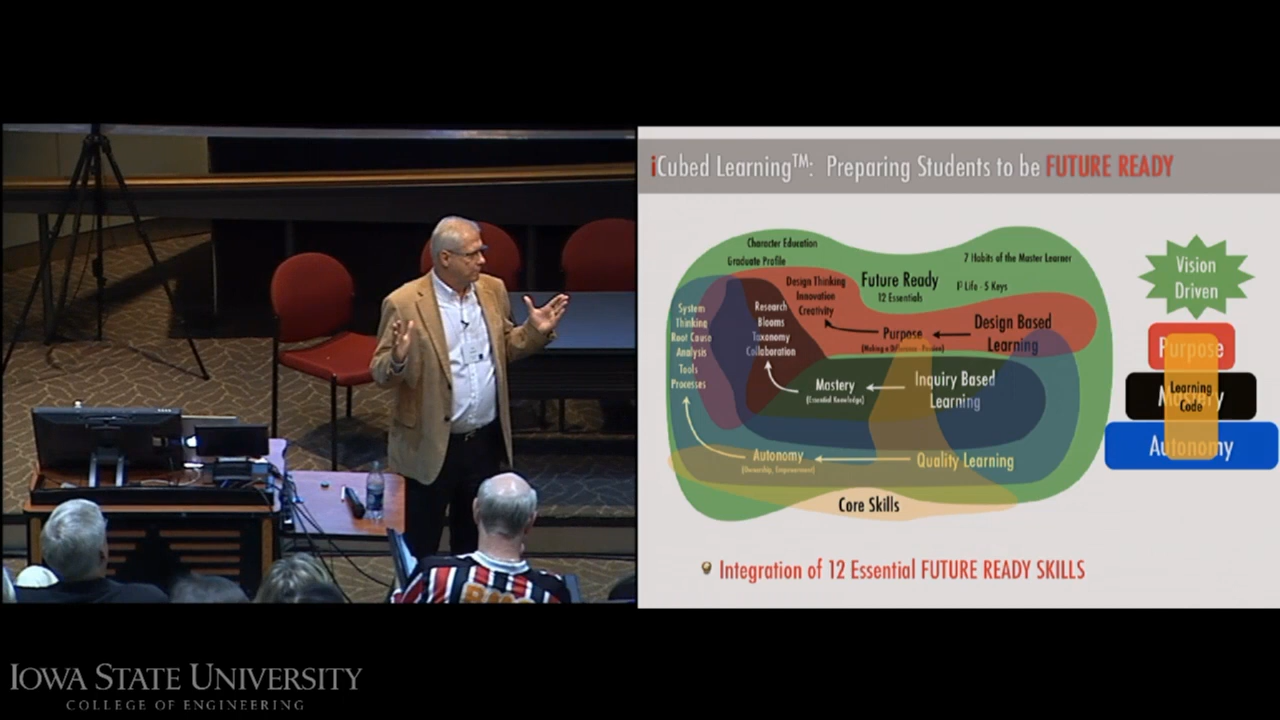 iCubed Learning™: Preparing Students to be FUTURE READY
Character Education
Graduate Profile
7 Habits of the Master Learner
Future Ready
12 Essentials
I³ Life - 5 Keys
Design Thinking
Innovation
Creativity
System
Thinking
Root Cause
Analysis
Tools
Processes
Research
Blooms
Taxonomy
Collaboration
Purpose
(Making a Difference - Passion)
Design Based
Learning
Mastery
(Essential Knowledge)
Inquiry Based
Learning
Autonomy
(Ownership, Empowerment)
Quality Learning
Core Skills
Vision
Driven
Purpose
Mastery
Learning
Code
Autonomy
Integration of 12 Essential FUTURE READY SKILLS
IOWA STATE UNIVERSITY
COLLEGE OF ENGINEERING